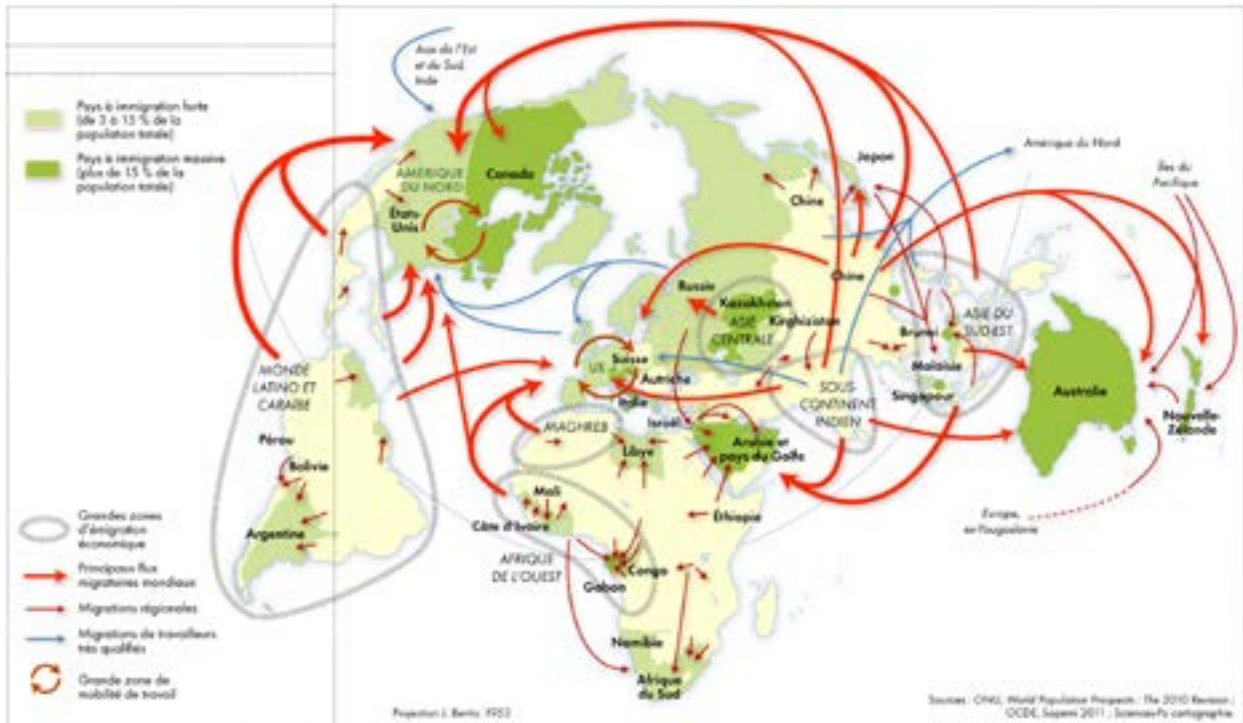 Pays à immigration forte
(de 3 à 15 % de la
population totale)
Pays à immigration massive
(plus de 15 % de la
population totale)
Grandes zones
d'émigration
économique
Principaux flux
migratoires mondiaux
Migrations régionales
Migrations de travailleurs
très qualifiés
Grande zone de
mobilité de travail
Asie de l'Est
et du Sud,
Inde
AMÉRIQUE
DU NORD
Canada
États-
Unis
MONDE
LATINO ET
CARAÏBE
Pérou
Bolivie
Argentine
Russie
Kazakhstan
ASIE
CENTRALE
Kirghizistan
Suisse
UE
Autriche
Italie
Israël
MAGHREB
Libye
Arabie et
pays du Golfe
Mali
Côte d'Ivoire
AFRIQUE
DE L'OUEST
Gabon
Congo
Éthiopie
Namibie
Afrique
du Sud
Chine
Japon
Chine
Amérique du Nord
Îles du
Pacifique
SOUS-
CONTINENT
INDIEN
Brunei
ASIE DU
SUD-EST
Malaisie
Singapour
Australie
Nouvelle-
Zélande
Europe,
ex-Yougoslavie
Projection J. Bertin, 1953
Sources : ONU, World Population Prospects : The 2010 Revision ;
OCDE, Sopemi 2011 ; Sciences-Po cartographie.